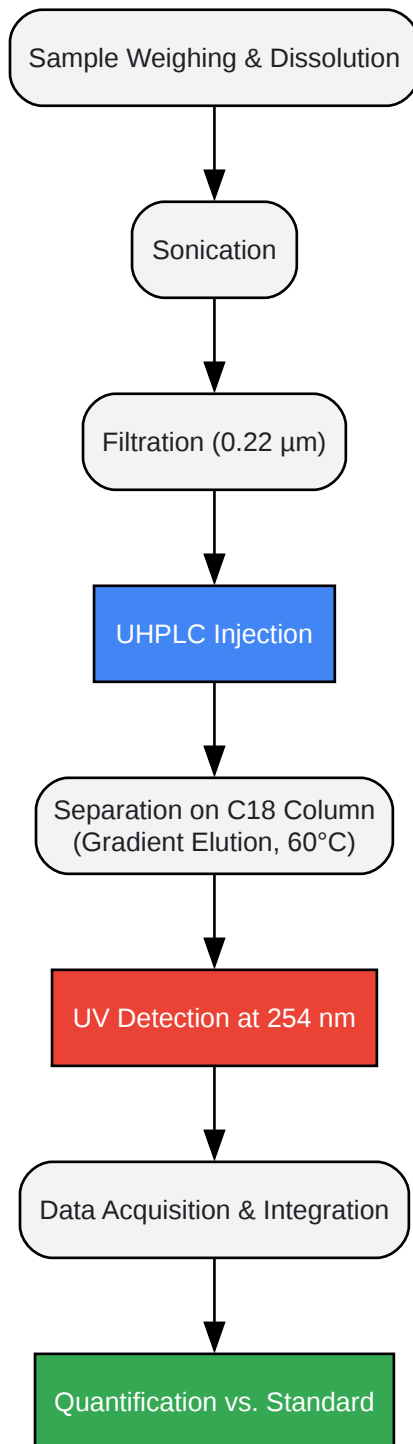 Sample Weighing & Dissolution
Sonication
Filtration (0.22 µm)
UHPLC Injection
Separation on C18 Column
(Gradient Elution, 60°C)
UV Detection at 254 nm
Data Acquisition & Integration
Quantification vs. Standard